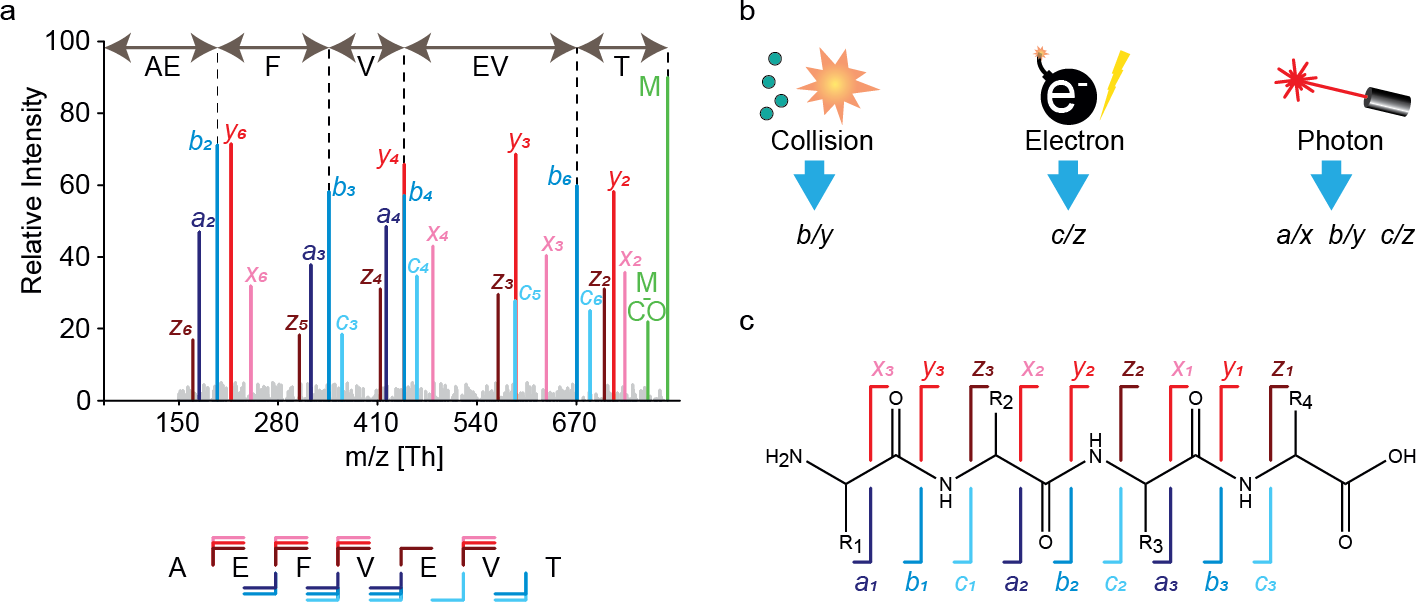 a
100
80
60
40
20
0
Relative Intensity
AE F V EV T
M
b2 y6
a2
z6 x6
b3
a3
z5 c3
y4
b4
a4
z4 c4 x4
y3
z3 c5 x3
b6
y2
z2 x2
c6
M
-
CO
150 280 410 540 670
m/z [Th]
A E F V E V T
b
Collision Electron Photon
e-
b/y c/z a/x b/y c/z
c
x3 y3 z3 x2 y2 z2 x1 y1 z1
O R2 O R4
H2N H N OH
N H N H
R1 O R3 O
a1 b1 c1 a2 b2 c2 a3 b3 c3